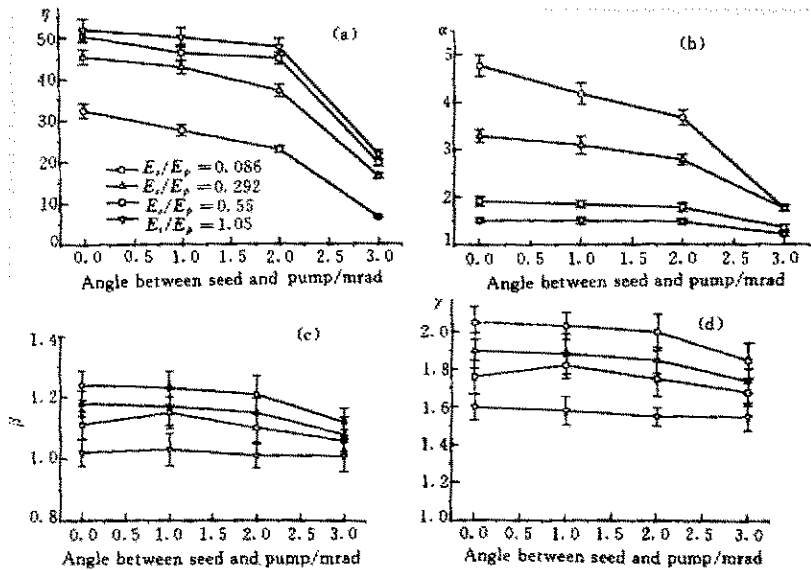 η
(a)
50
40
30
20
10
0
E_s/E_p = 0.086
E_s/E_p = 0.292
E_s/E_p = 0.58
E_s/E_p = 1.05
0.0 0.5 1.0 1.5 2.0 2.5 3.0
Angle between seed and pump/mrad
α
(b)
5
4
3
2
1
0.0 0.5 1.0 1.5 2.0 2.5 3.0
Angle between seed and pump/mrad
(c)
1.4
1.2
β
1.0
0.8
0.0 0.5 1.0 1.5 2.0 2.5 3.0
Angle between seed and pump/mrad
γ
(d)
2.0
1.8
1.6
1.4
1.2
1.0
0.0 0.5 1.0 1.5 2.0 2.5 3.0
Angle between seed and pump/mrad